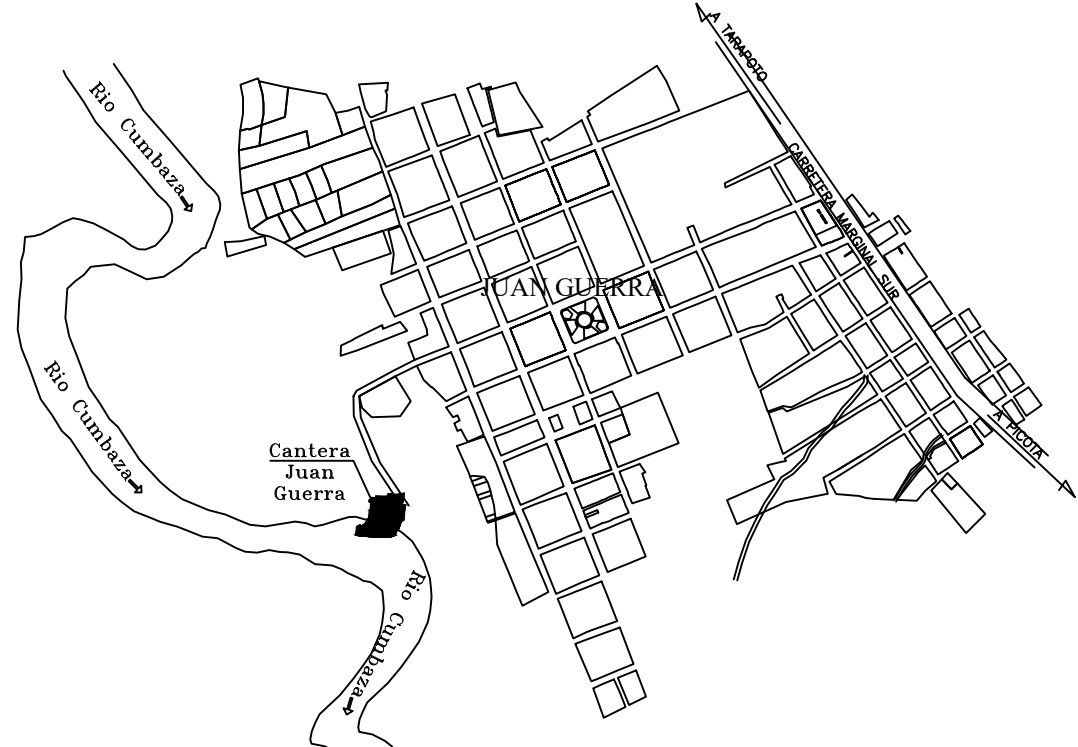 A TARAPOTO
Rio Cumbaza
CARRETERA MARGINAL SUR
JUAN GUERRA
Rio Cumbaza
A PICOTA
Cantera
Juan
Guerra
Rio Cumbaza